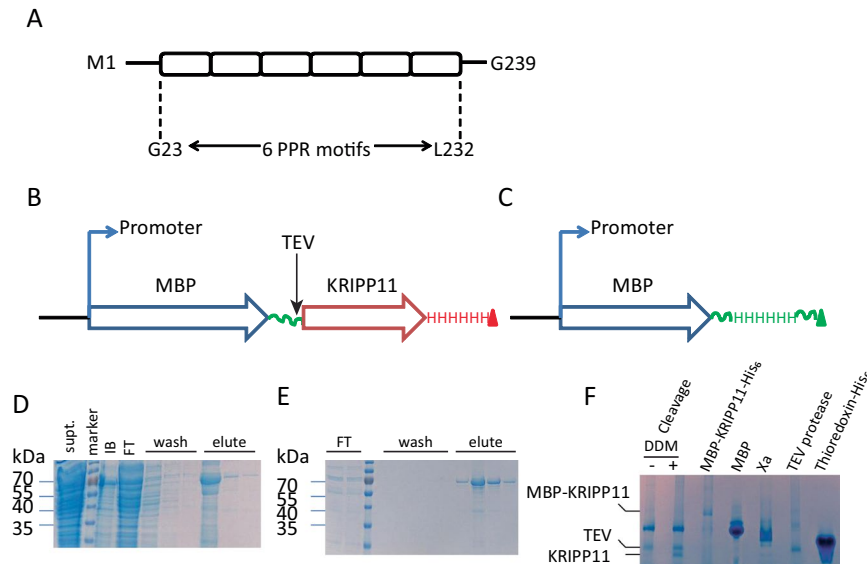 A
M1
G239
G23
6 PPR motifs
L232
B
Promoter
TEV
MBP
KRIPP11
HHHHHH
C
Promoter
MBP
HHHHHH
D
kDa
supt.
marker
IB
FT
wash
elute
70
55
40
35
E
kDa
FT
wash
elute
70
55
40
35
F
Cleavage
DDM
- +
MBP-KRIPP11-His₆
MBP
Xa
TEV protease
Thioredoxin-His₆
MBP-KRIPP11
TEV
KRIPP11